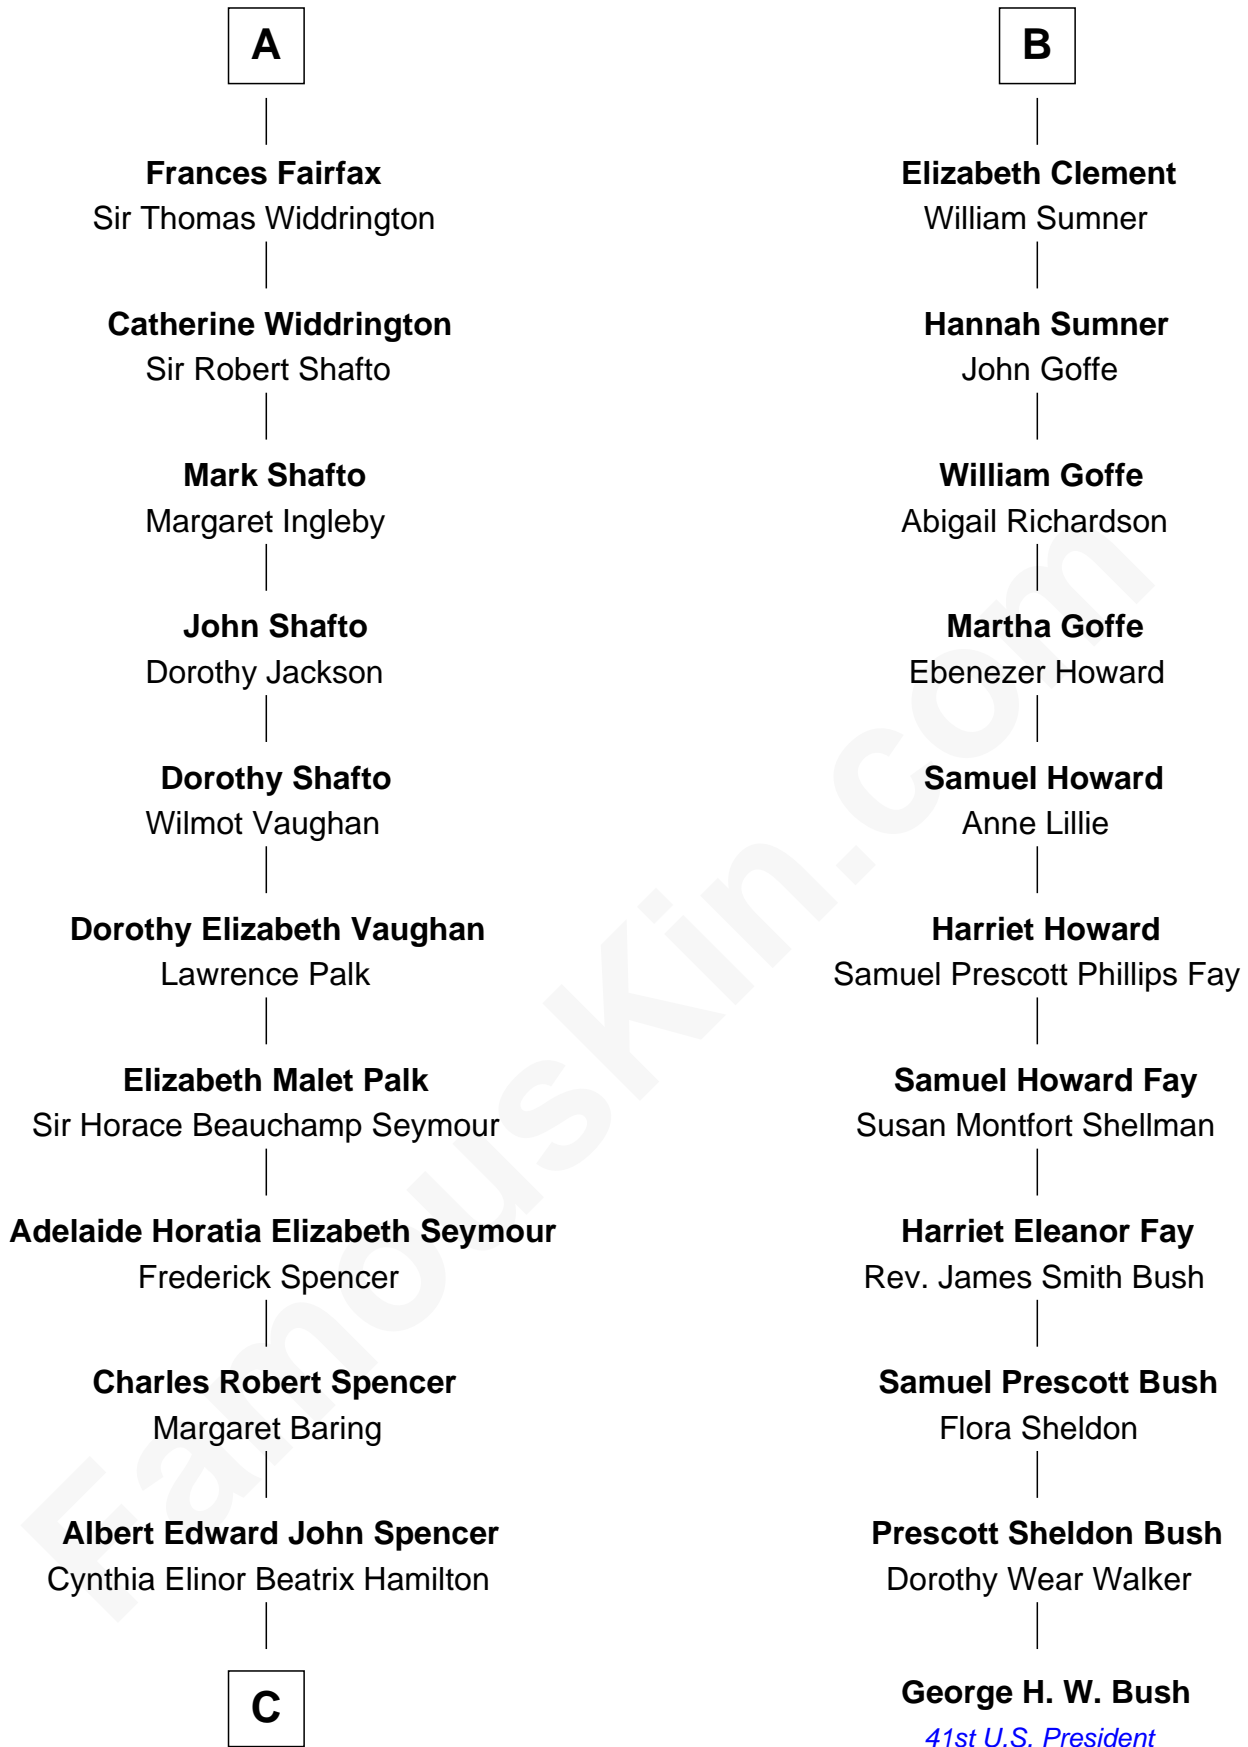 A
Frances Fairfax
Sir Thomas Widdrington
Catherine Widdrington
Sir Robert Shafto
Mark Shafto
Margaret Ingleby
John Shafto
Dorothy Jackson
Dorothy Shafto
Wilmot Vaughan
Dorothy Elizabeth Vaughan
Lawrence Palk
Elizabeth Malet Palk
Sir Horace Beauchamp Seymour
Adelaide Horatia Elizabeth Seymour
Frederick Spencer
Charles Robert Spencer
Margaret Baring
Albert Edward John Spencer
Cynthia Elinor Beatrix Hamilton
C
B
Elizabeth Clement
William Sumner
Hannah Sumner
John Goffe
William Goffe
Abigail Richardson
Martha Goffe
Ebenezer Howard
Samuel Howard
Anne Lillie
Harriet Howard
Samuel Prescott Phillips Fay
Samuel Howard Fay
Susan Montfort Shellman
Harriet Eleanor Fay
Rev. James Smith Bush
Samuel Prescott Bush
Flora Sheldon
Prescott Sheldon Bush
Dorothy Wear Walker
George H. W. Bush
41st U.S. President
FamousKin.com